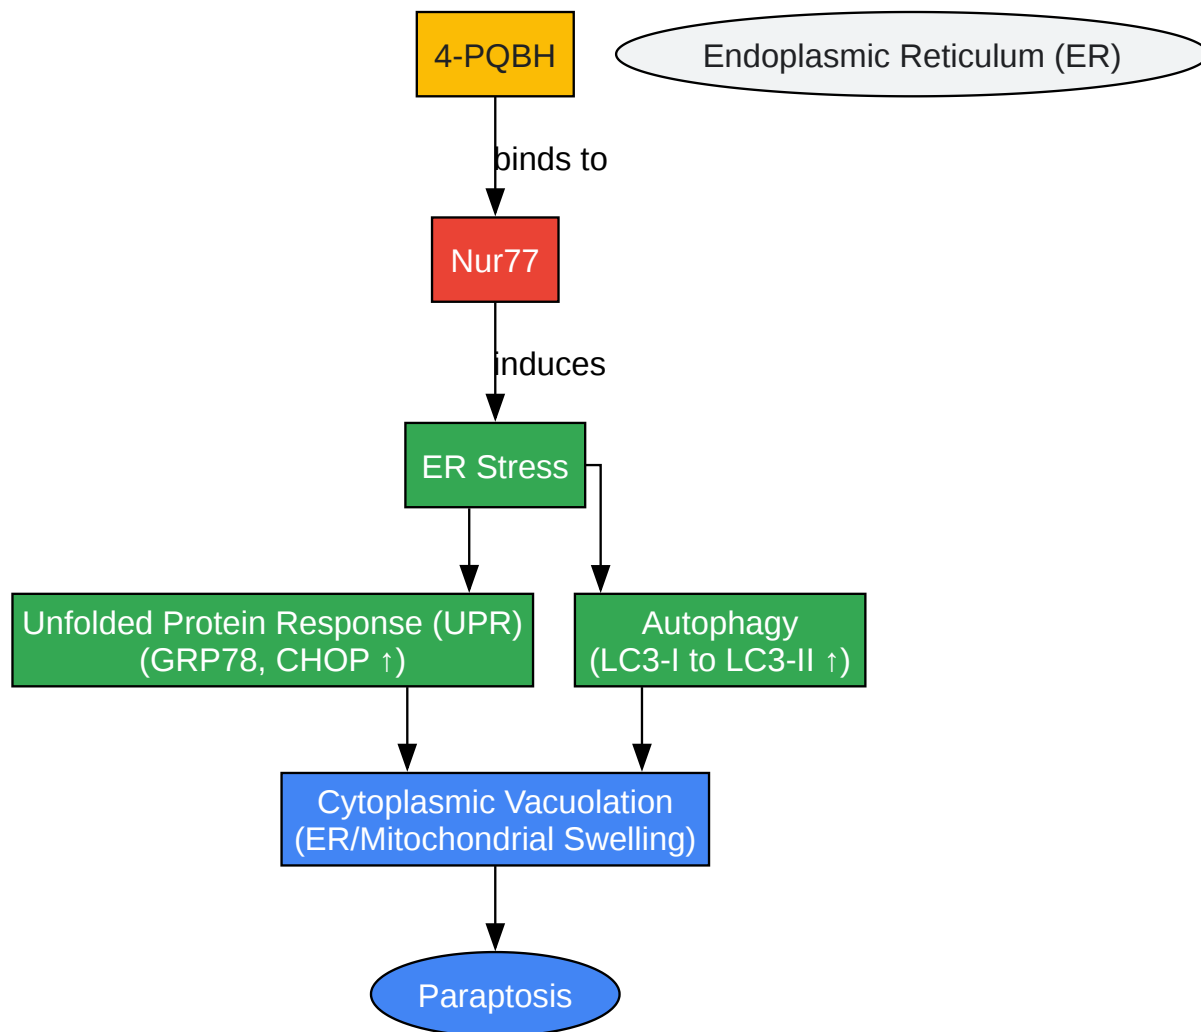 4-PQBH
Endoplasmic Reticulum (ER)
binds to
Nur77
induces
ER Stress
Unfolded Protein Response (UPR)
(GRP78, CHOP ↑)
Autophagy
(LC3-I to LC3-II ↑)
Cytoplasmic Vacuolation
(ER/Mitochondrial Swelling)
Paraptosis